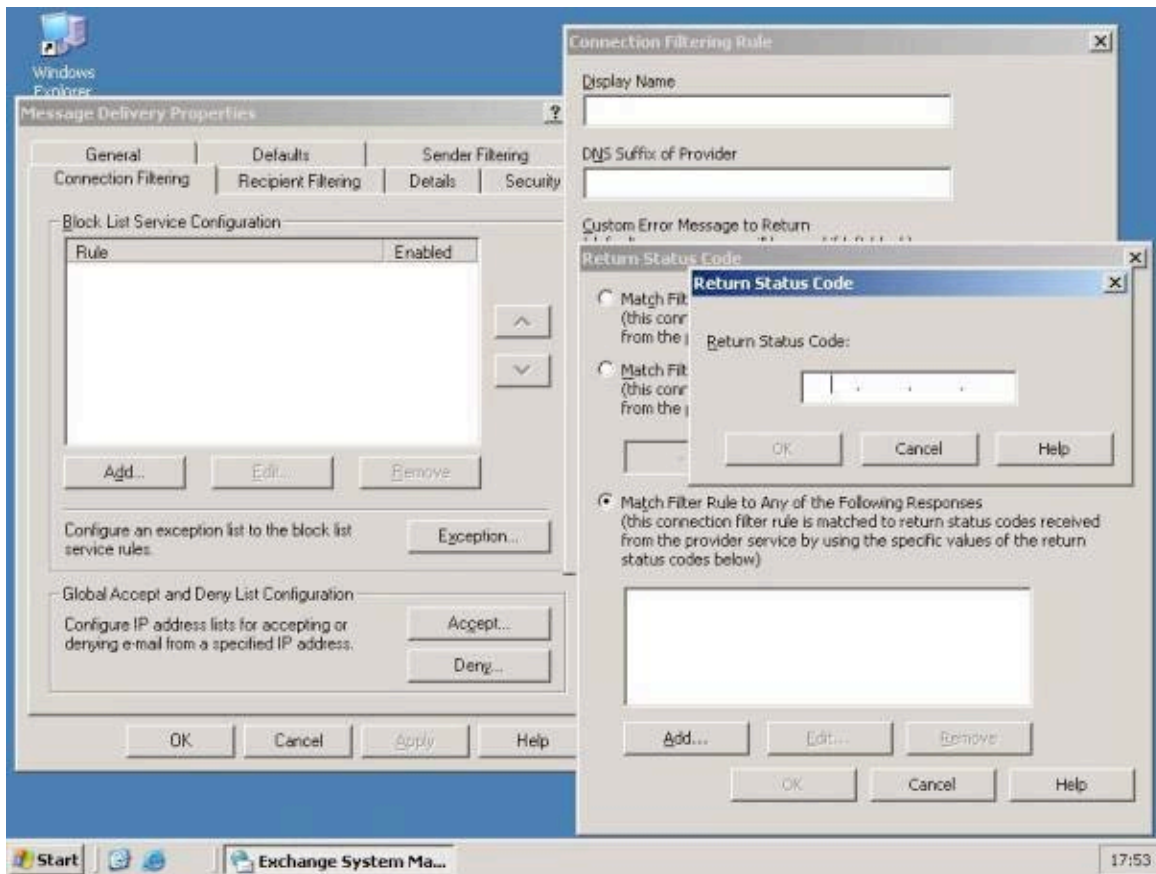 Windows
Explorer
Message Delivery Properties
?
General
Defaults
Sender Filtering
Connection Filtering
Recipient Filtering
Details
Security
Block List Service Configuration
Rule
Enabled
Add...
Edit...
Remove
Configure an exception list to the block list
service rules.
Exception...
Global Accept and Deny List Configuration
Configure IP address lists for accepting or
denying e-mail from a specified IP address.
Accept...
Deny...
OK
Cancel
Apply
Help
Connection Filtering Rule
Display Name
DNS Suffix of Provider
Custom Error Message to Return
Return Status Code
Match Filt
(this conr
from the
Match Filt
(this conr
from the
Return Status Code
Return Status Code:
. . .
OK
Cancel
Help
Match Filter Rule to Any of the Following Responses
(this connection filter rule is matched to return status codes received
from the provider service by using the specific values of the return
status codes below)
Add...
Edit...
Remove
OK
Cancel
Help
Start
Exchange System Ma...
17:53